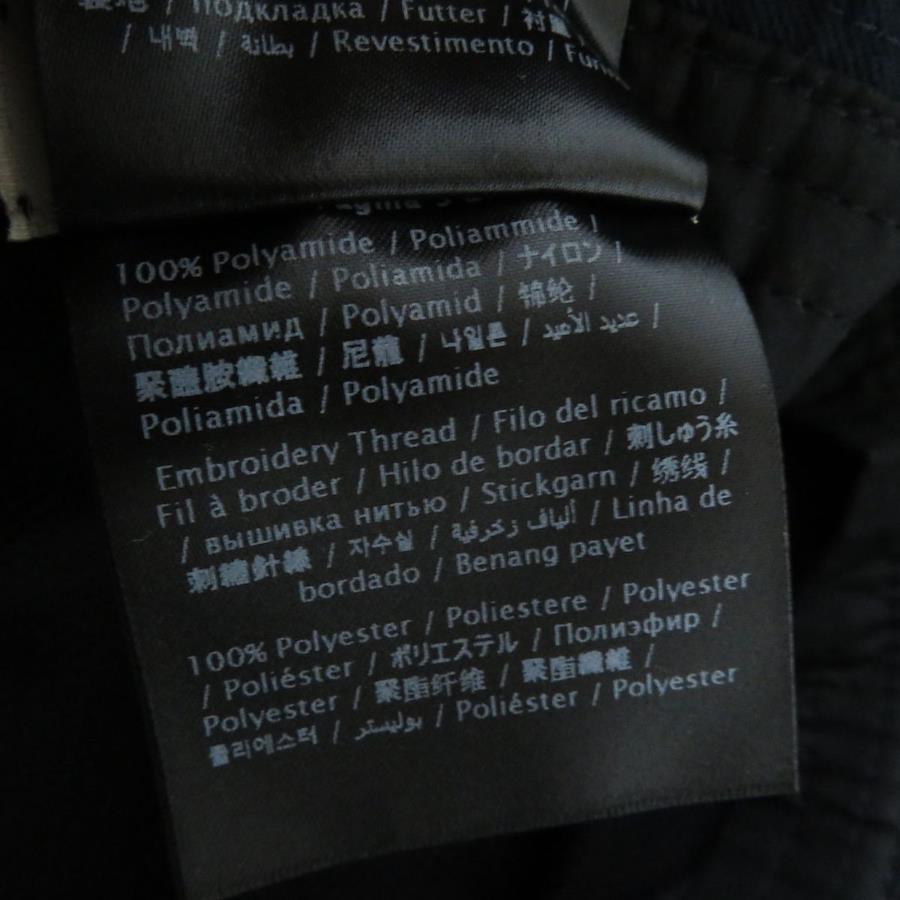 / Подкладка / Futter /
/ 내벽 / بطانة / Revestimento /
100% Polyamide / Poliammide /
Polyamide / Poliamida / ナイロン /
Полиамид / Polyamid / 锦纶 /
聚醯胺纖維 / 尼龍 / 나일론 / عديد الأميد /
Poliamida / Polyamide
Embroidery Thread / Filo del ricamo /
Fil à broder / Hilo de bordar / 刺しゅう糸
/ вышивка нитью / Stickgarn / 绣线 /
刺繡針線 / 자수실 / ألياف زخرفية / Linha de
bordado / Benang payet
100% Polyester / Poliestere / Polyester
/ Poliéster / ポリエステル / Полиэфир /
Polyester / 聚酯纤维 / 聚酯纖維 /
폴리에스터 / بوليستر / Poliéster / Polyester